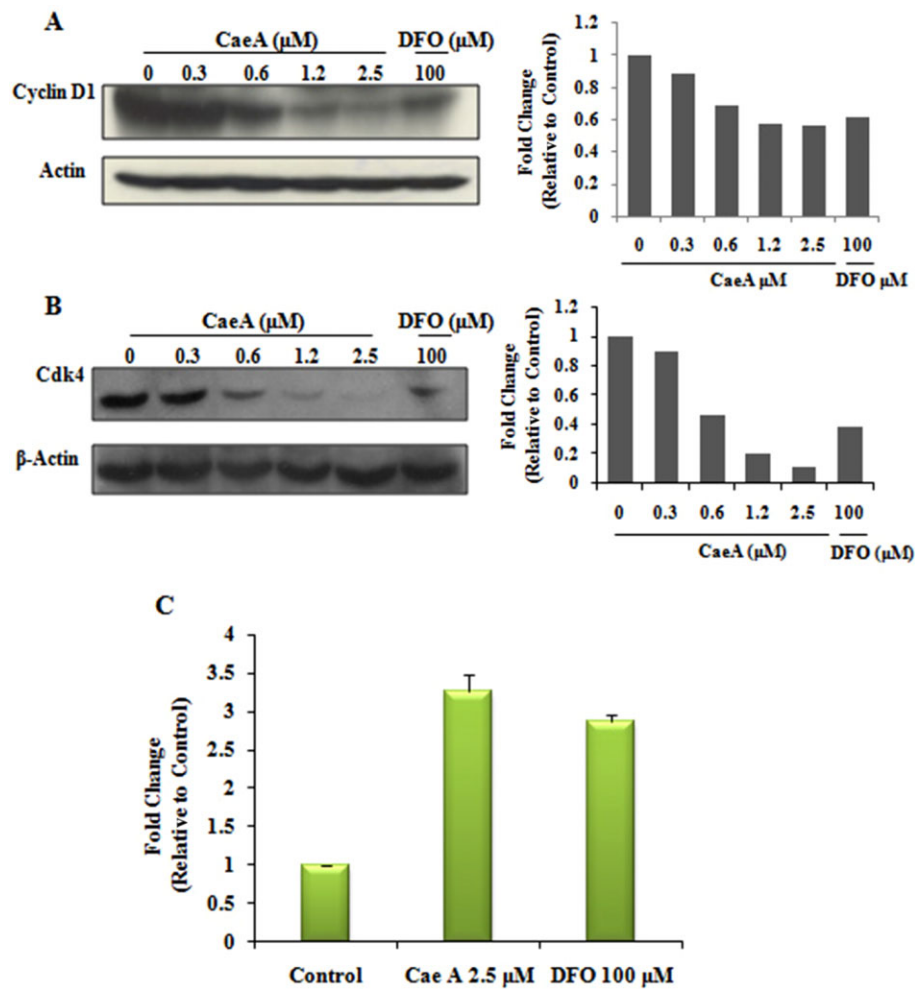 A
CaeA (µM) DFO (µM)
0 0.3 0.6 1.2 2.5 100
Cyclin D1
Actin
Fold Change
(Relative to Control)
1.2
1
0.8
0.6
0.4
0.2
0
0 0.3 0.6 1.2 2.5 100
CaeA µM DFO µM
B
CaeA (µM) DFO (µM)
0 0.3 0.6 1.2 2.5 100
Cdk4
β-Actin
Fold Change
(Relative to Control)
1.2
1
0.8
0.6
0.4
0.2
0
0 0.3 0.6 1.2 2.5 100
CaeA (µM) DFO (µM)
C
Fold Change
(Relative to Control)
4
3.5
3
2.5
2
1.5
1
0.5
0
Control Cae A 2.5 µM DFO 100 µM